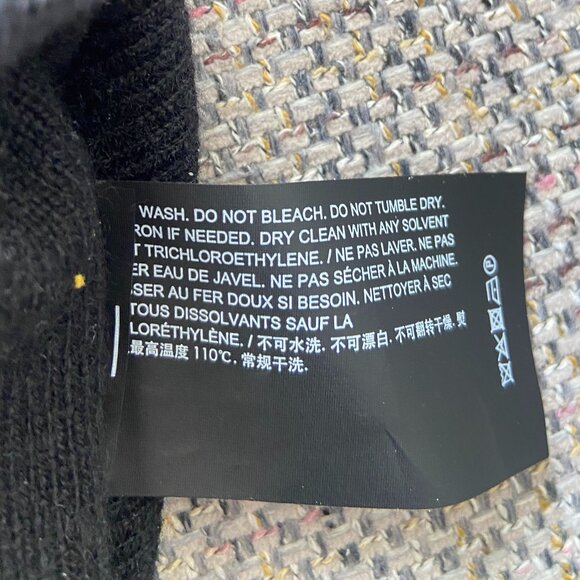 WASH. DO NOT BLEACH. DO NOT TUMBLE DRY.
RON IF NEEDED. DRY CLEAN WITH ANY SOLVENT
T TRICHLOROETHYLENE. / NE PAS LAVER. NE PAS
ER EAU DE JAVEL. NE PAS SÉCHER À LA MACHINE.
SER AU FER DOUX SI BESOIN. NETTOYER À SEC
TOUS DISSOLVANTS SAUF LA
LORÉTHYLÈNE. / 不可水洗. 不可漂白. 不可翻转干燥. 熨
最高温度 110℃. 常规干洗.